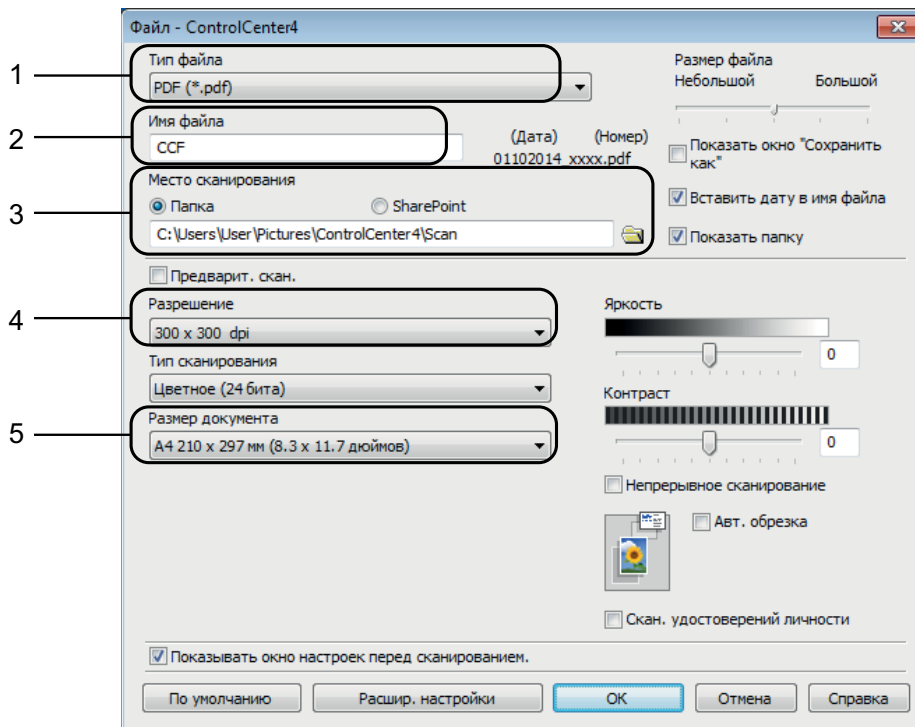 Файл - ControlCenter4
1
Тип файла
PDF (*.pdf)
Размер файла
Небольшой Большой
2
Имя файла
CCF
(Дата) (Номер)
01102014_xxxx.pdf
Показать окно "Сохранить
как"
3
Место сканирования
Папка SharePoint
C:\Users\User\Pictures\ControlCenter4\Scan
Вставить дату в имя файла
Показать папку
Предварит. скан.
4
Разрешение
300 x 300 dpi
Тип сканирования
Цветное (24 бита)
5
Размер документа
A4 210 x 297 мм (8.3 x 11.7 дюймов)
Яркость
0
Контраст
0
Непрерывное сканирование
Авт. обрезка
Скан. удостоверений личности
Показывать окно настроек перед сканированием.
По умолчанию Расшир. настройки OK Отмена Справка